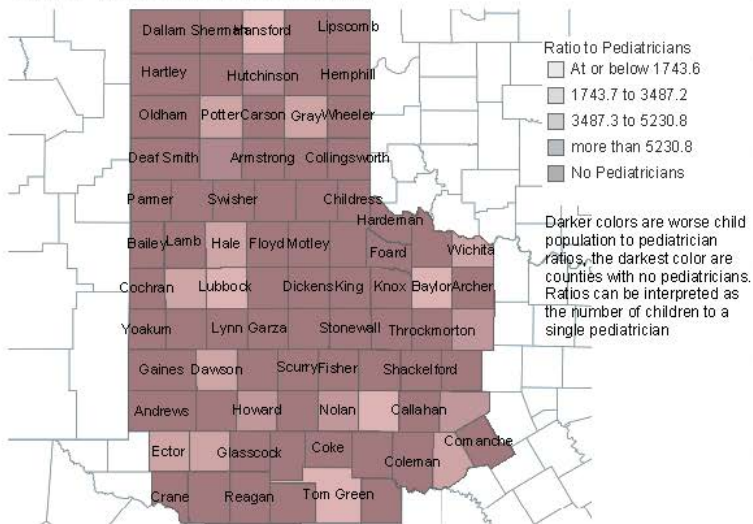 Dallam Sherman Hansford Lipscomb
Hartley Hutchinson Hemphill
Oldham Potter Carson Gray Wheeler
Deaf Smith Armstrong Collingsworth
Parmer Swisher Childress
Hardeman
Bailey Lamb Hale Floyd Motley Foard Wichita
Cochran Lubbock Dickens King Knox Baylor Archer
Yoakum Lynn Garza Stonewall Throckmorton
Gaines Dawson Scurry Fisher Shackelford
Andrews Howard Nolan Callahan
Ector Glasscock Coke Coleman Comanche
Crane Reagan Tom Green
Ratio to Pediatricians
At or below 1743.6
1743.7 to 3487.2
3487.3 to 5230.8
more than 5230.8
No Pediatricians
Darker colors are worse child
population to pediatrician
ratios, the darkest color are
counties with no pediatricians.
Ratios can be interpreted as
the number of children to a
single pediatrician